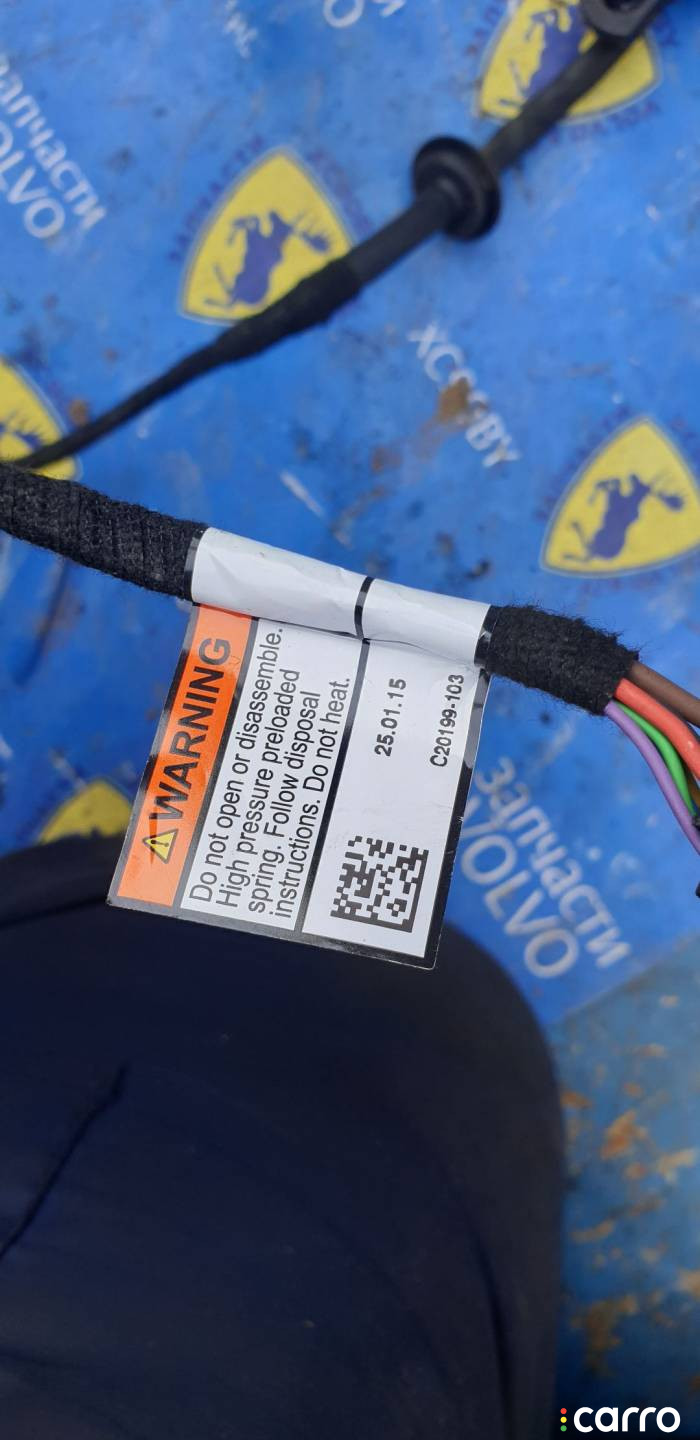 запчасти
VOLVO
XC90.BY
WARNING
Do not open or disassemble.
High pressure preloaded
spring. Follow disposal
instructions. Do not heat.
25.01.15
C20199-103
запчасти
VOLVO
carro